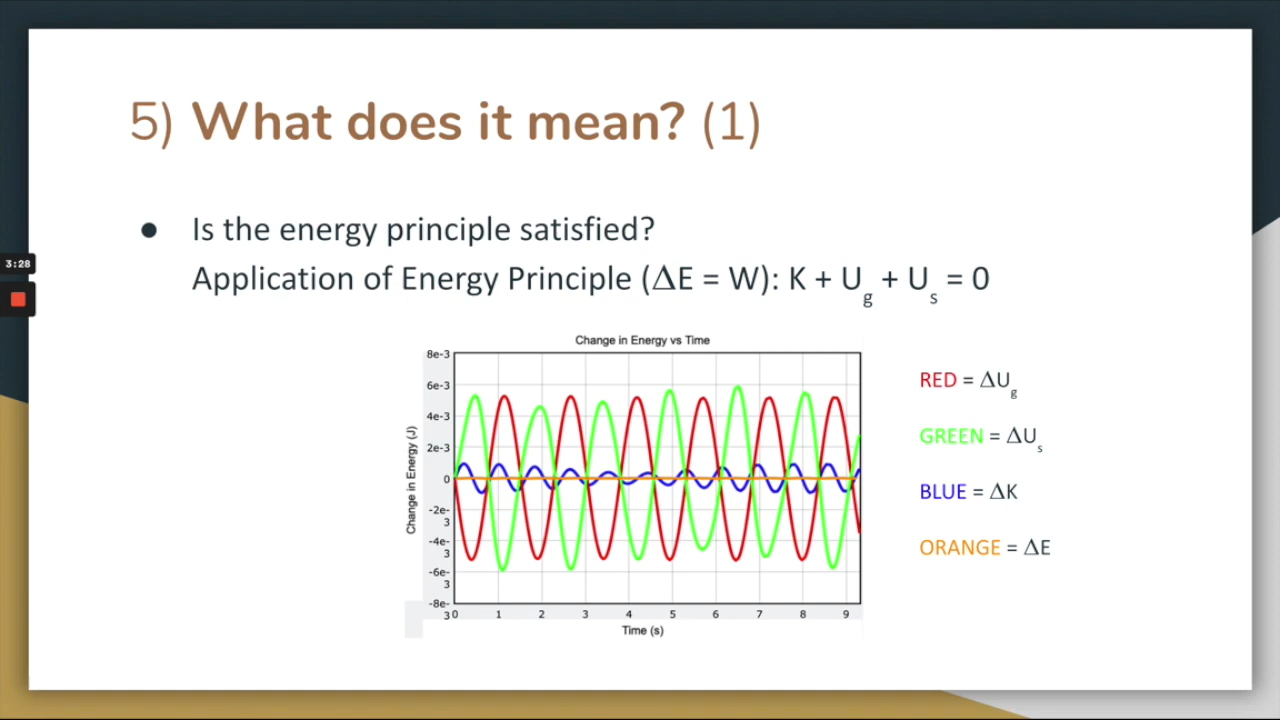 5) What does it mean? (1)
● Is the energy principle satisfied?
Application of Energy Principle (ΔE = W): K + Ug + Us = 0
3:28
Change in Energy vs Time
Change in Energy (J)
8e-3
6e-3
4e-3
2e-3
0
-2e-
3
-4e-
3
-6e-
3
-8e-
3
0 1 2 3 4 5 6 7 8 9
Time (s)
RED = ΔUg
GREEN = ΔUs
BLUE = ΔK
ORANGE = ΔE